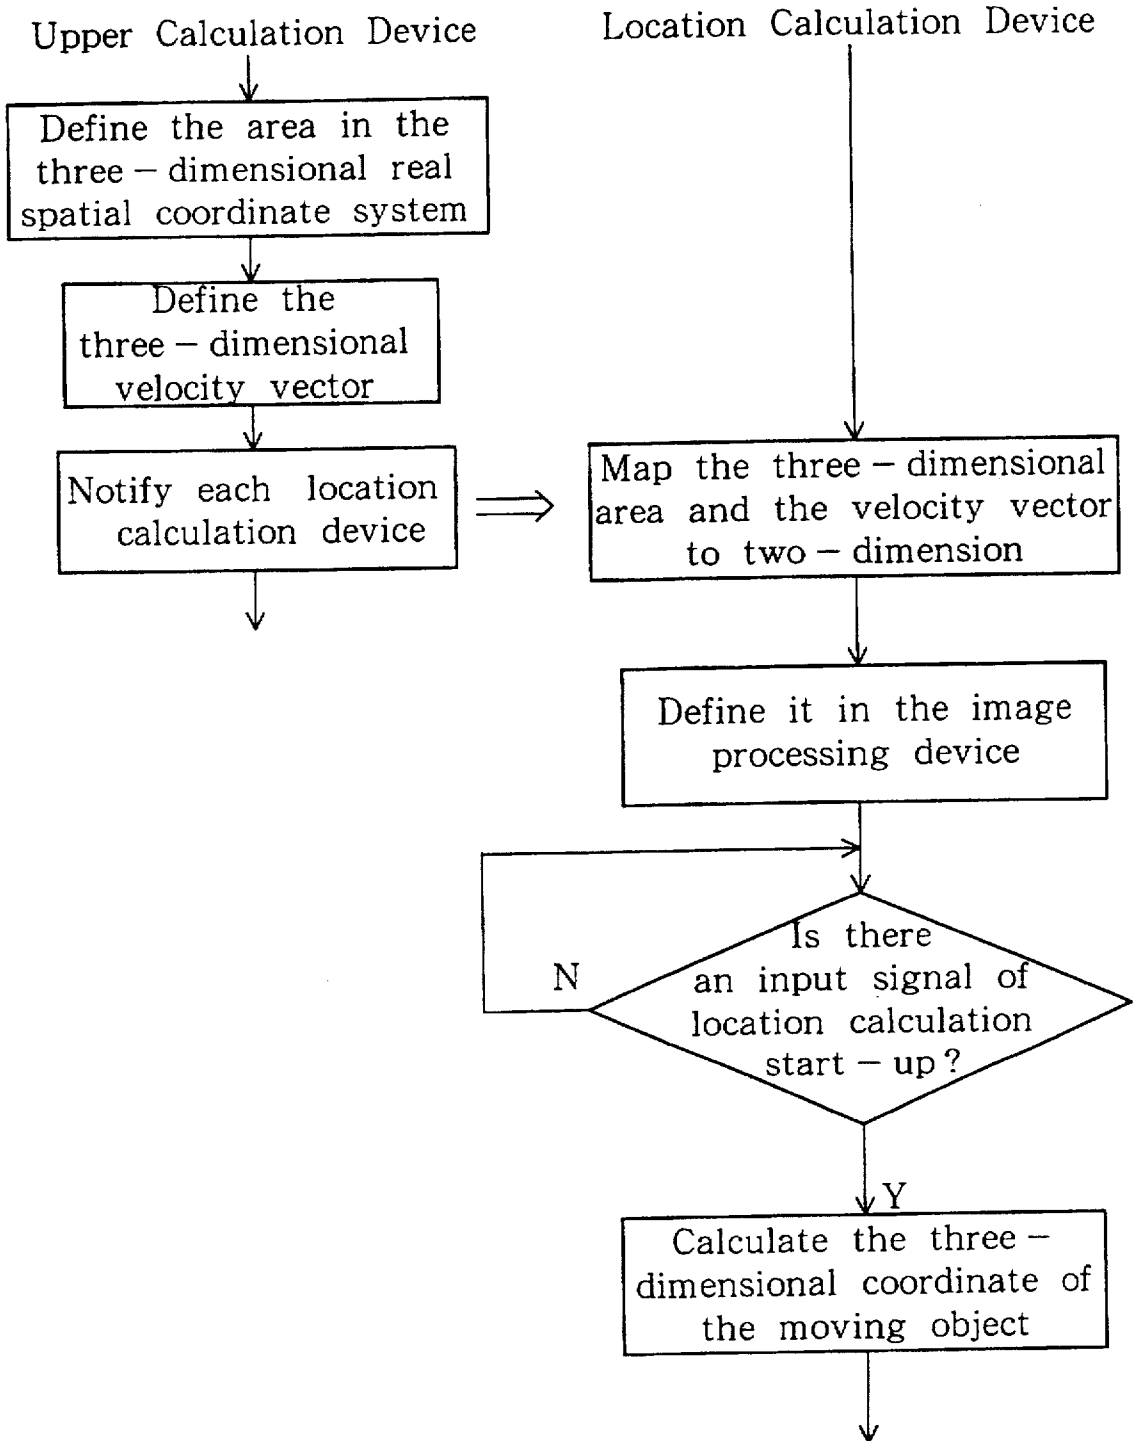 Upper Calculation Device
Define the area in the
three – dimensional real
spatial coordinate system
Define the
three – dimensional
velocity vector
Notify each location
calculation device
Location Calculation Device
Map the three – dimensional
area and the velocity vector
to two – dimension
Define it in the image
processing device
Is there
an input signal of
location calculation
start – up ?
N
Y
Calculate the three –
dimensional coordinate of
the moving object